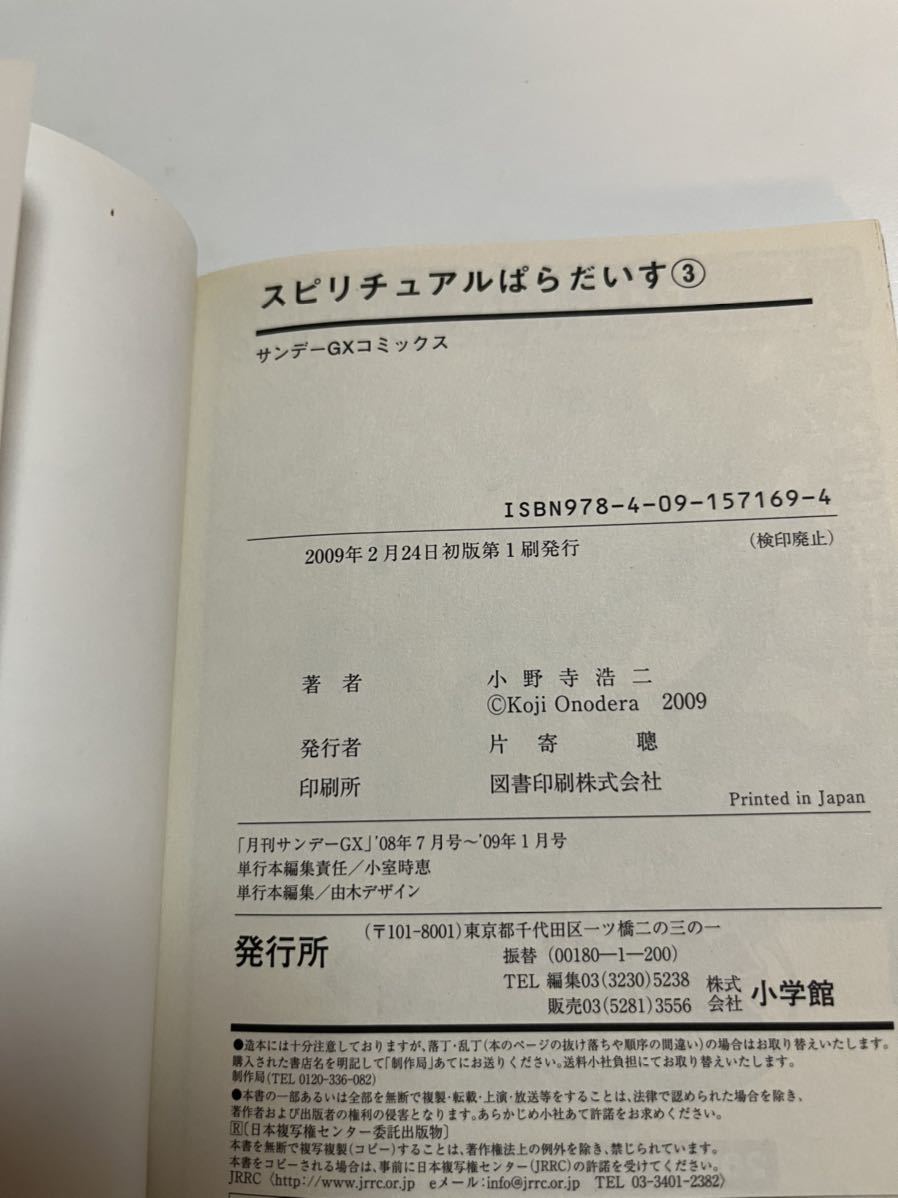 スピリチュアルぱらだいす③
サンデーGXコミックス
ISBN978-4-09-157169-4
2009年2月24日初版第1刷発行
(検印廃止)
著者 小野寺浩二
©Koji Onodera 2009
発行者 片寄聰
印刷所 図書印刷株式会社
Printed in Japan
「月刊サンデーGX」'08年7月号〜'09年1月号
単行本編集責任/小室時恵
単行本編集/由木デザイン
発行所 (〒101-8001)東京都千代田区一ツ橋二の三の一
振替(00180—1—200)
TEL 編集03(3230)5238
販売03(5281)3556
株式会社 小学館
●造本には十分注意しておりますが、落丁・乱丁(本のページの抜け落ちや順序の間違い)の場合はお取り替えいたします。
購入された書店名を明記して「制作局」あてにお送りください。送料小社負担にてお取り替えいたします。
制作局(TEL 0120-336-082)
●本書の一部あるいは全部を無断で複製・転載・上演・放送等をすることは、法律で認められた場合を除き、
著作者および出版者の権利の侵害となります。あらかじめ小社あて許諾をお求めください。
R[日本複写権センター委託出版物]
本書を無断で複写複製(コピー)することは、著作権法上の例外を除き、禁じられています。
本書をコピーされる場合は、事前に日本複写権センター(JRRC)の許諾を受けてください。
JRRC〈http://www.jrrc.or.jp eメール:info@jrrc.or.jp TEL 03-3401-2382〉